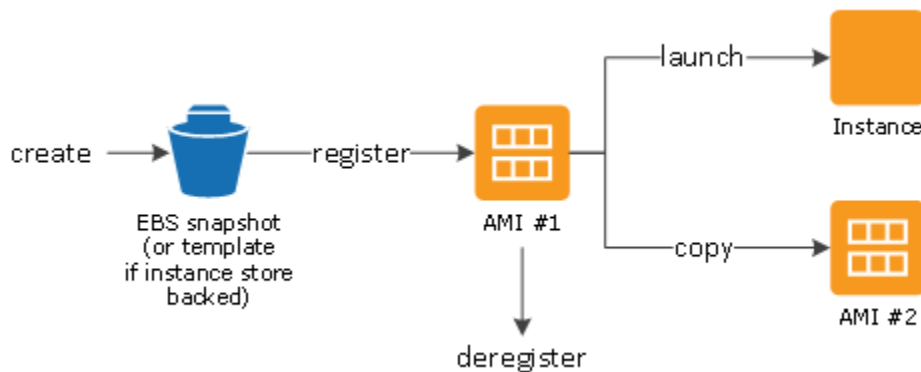 launch
Instance
create
register
EBS snapshot
(or template
if instance store
backed)
AMI #1
copy
AMI #2
deregister